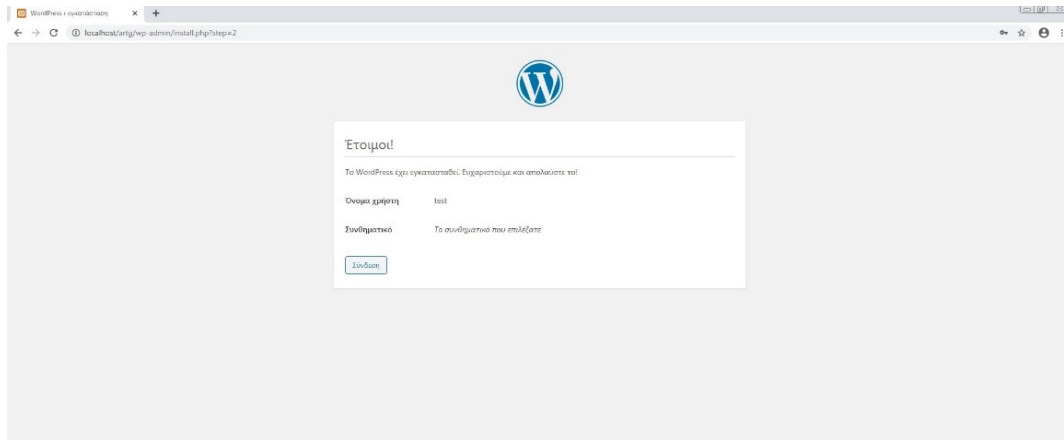 WordPress › εγκατάσταση
localhost/artg/wp-admin/install.php?step=2
Έτοιμοι!
Το WordPress έχει εγκατασταθεί. Ευχαριστούμε και απολαύστε το!
Όνομα χρήστη test
Συνθηματικό Το συνθηματικό που επιλέξατε
Σύνδεση